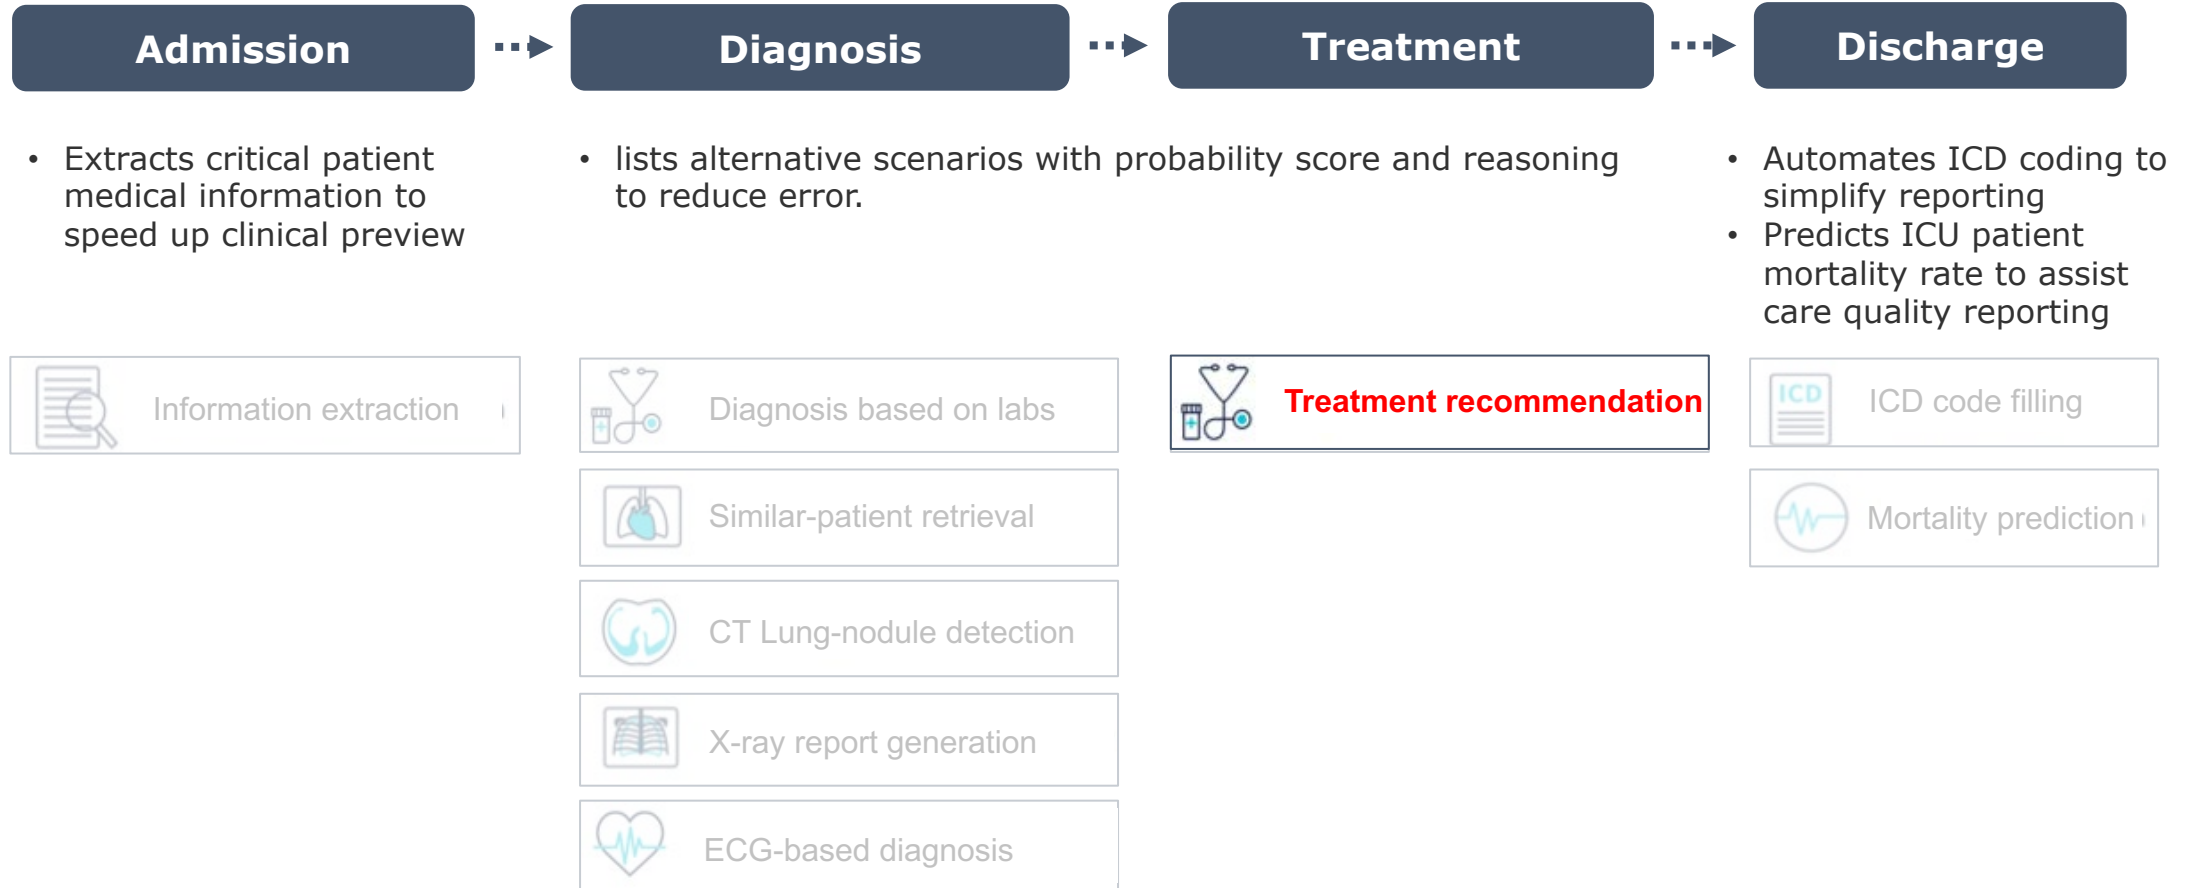 Admission
Diagnosis
Treatment
Discharge
• Extracts critical patient
medical information to
speed up clinical preview
• lists alternative scenarios with probability score and reasoning
to reduce error.
• Automates ICD coding to
simplify reporting
• Predicts ICU patient
mortality rate to assist
care quality reporting
Information extraction
Diagnosis based on labs
Similar-patient retrieval
CT Lung-nodule detection
X-ray report generation
ECG-based diagnosis
Treatment recommendation
ICD
ICD code filling
Mortality prediction